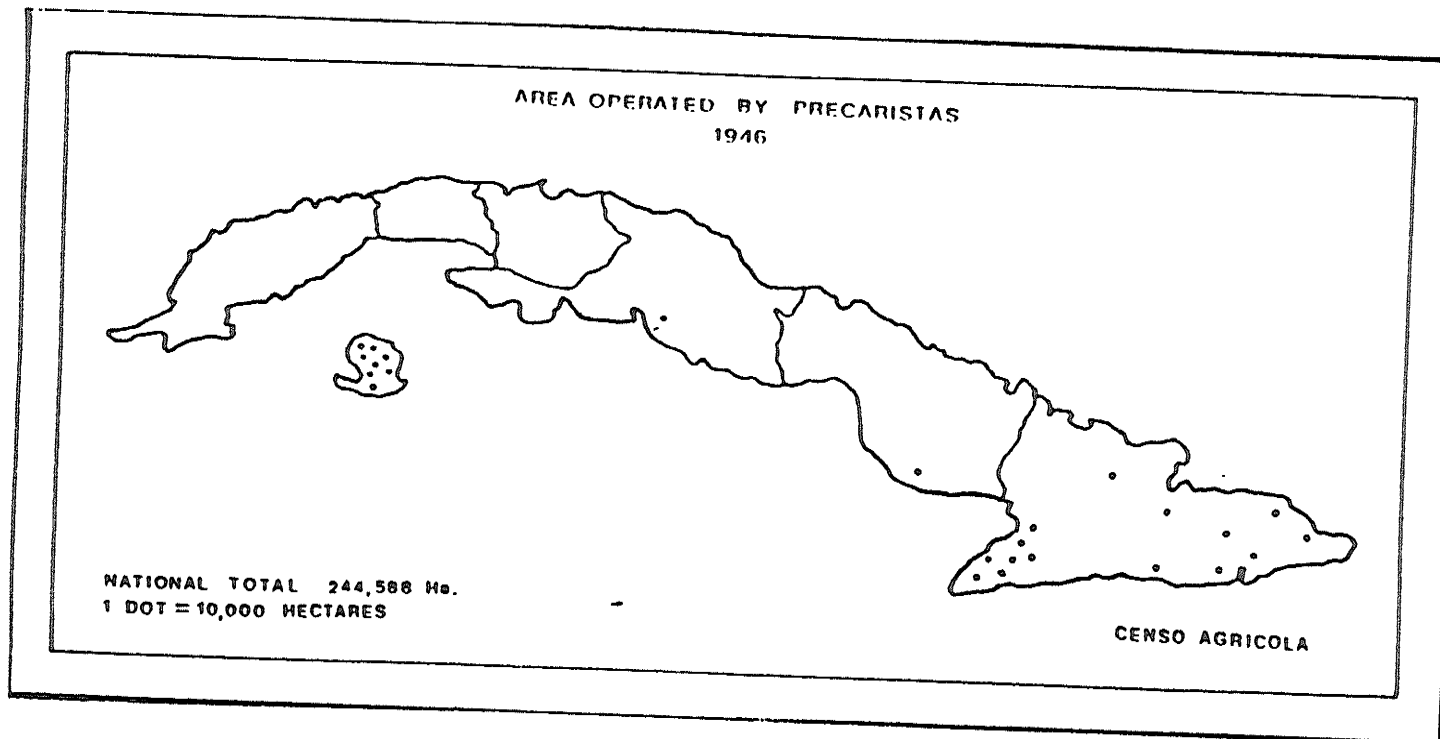 AREA OPERATED BY PRECARISTAS
1946
NATIONAL TOTAL 244,588 Ha.
1 DOT = 10,000 HECTARES
CENSO AGRICOLA